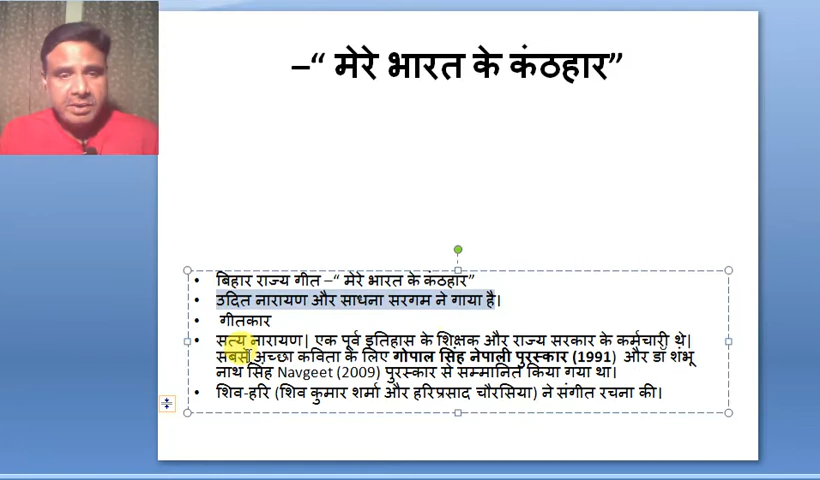 –“ मेरे भारत के कंठहार”
• बिहार राज्य गीत –“ मेरे भारत के कंठहार”
• उदित नारायण और साधना सरगम ने गाया है।
• गीतकार
• सत्य नारायण| एक पूर्व इतिहास के शिक्षक और राज्य सरकार के कर्मचारी थे|
सबसे अच्छा कविता के लिए गोपाल सिंह नेपाली पुरस्कार (1991) और डॉ शंभू
नाथ सिंह Navgeet (2009) पुरस्कार से सम्मानित किया गया था।
• शिव-हरि (शिव कुमार शर्मा और हरिप्रसाद चौरसिया) ने संगीत रचना की।